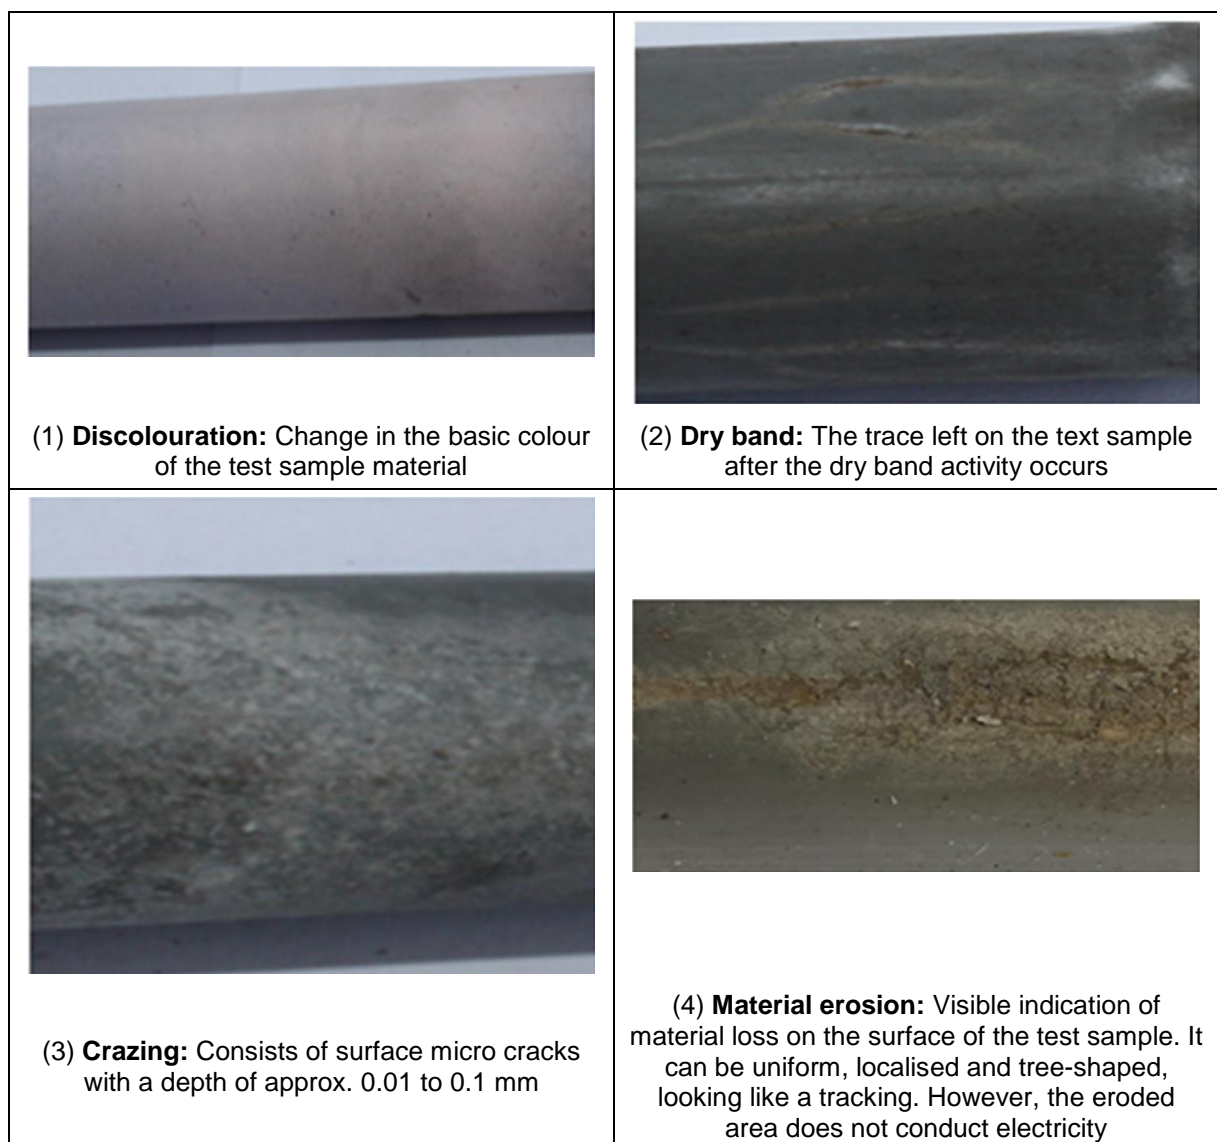 (1) Discolouration: Change in the basic colour
of the test sample material
(2) Dry band: The trace left on the text sample
after the dry band activity occurs
(3) Crazing: Consists of surface micro cracks
with a depth of approx. 0.01 to 0.1 mm
(4) Material erosion: Visible indication of
material loss on the surface of the test sample. It
can be uniform, localised and tree-shaped,
looking like a tracking. However, the eroded
area does not conduct electricity